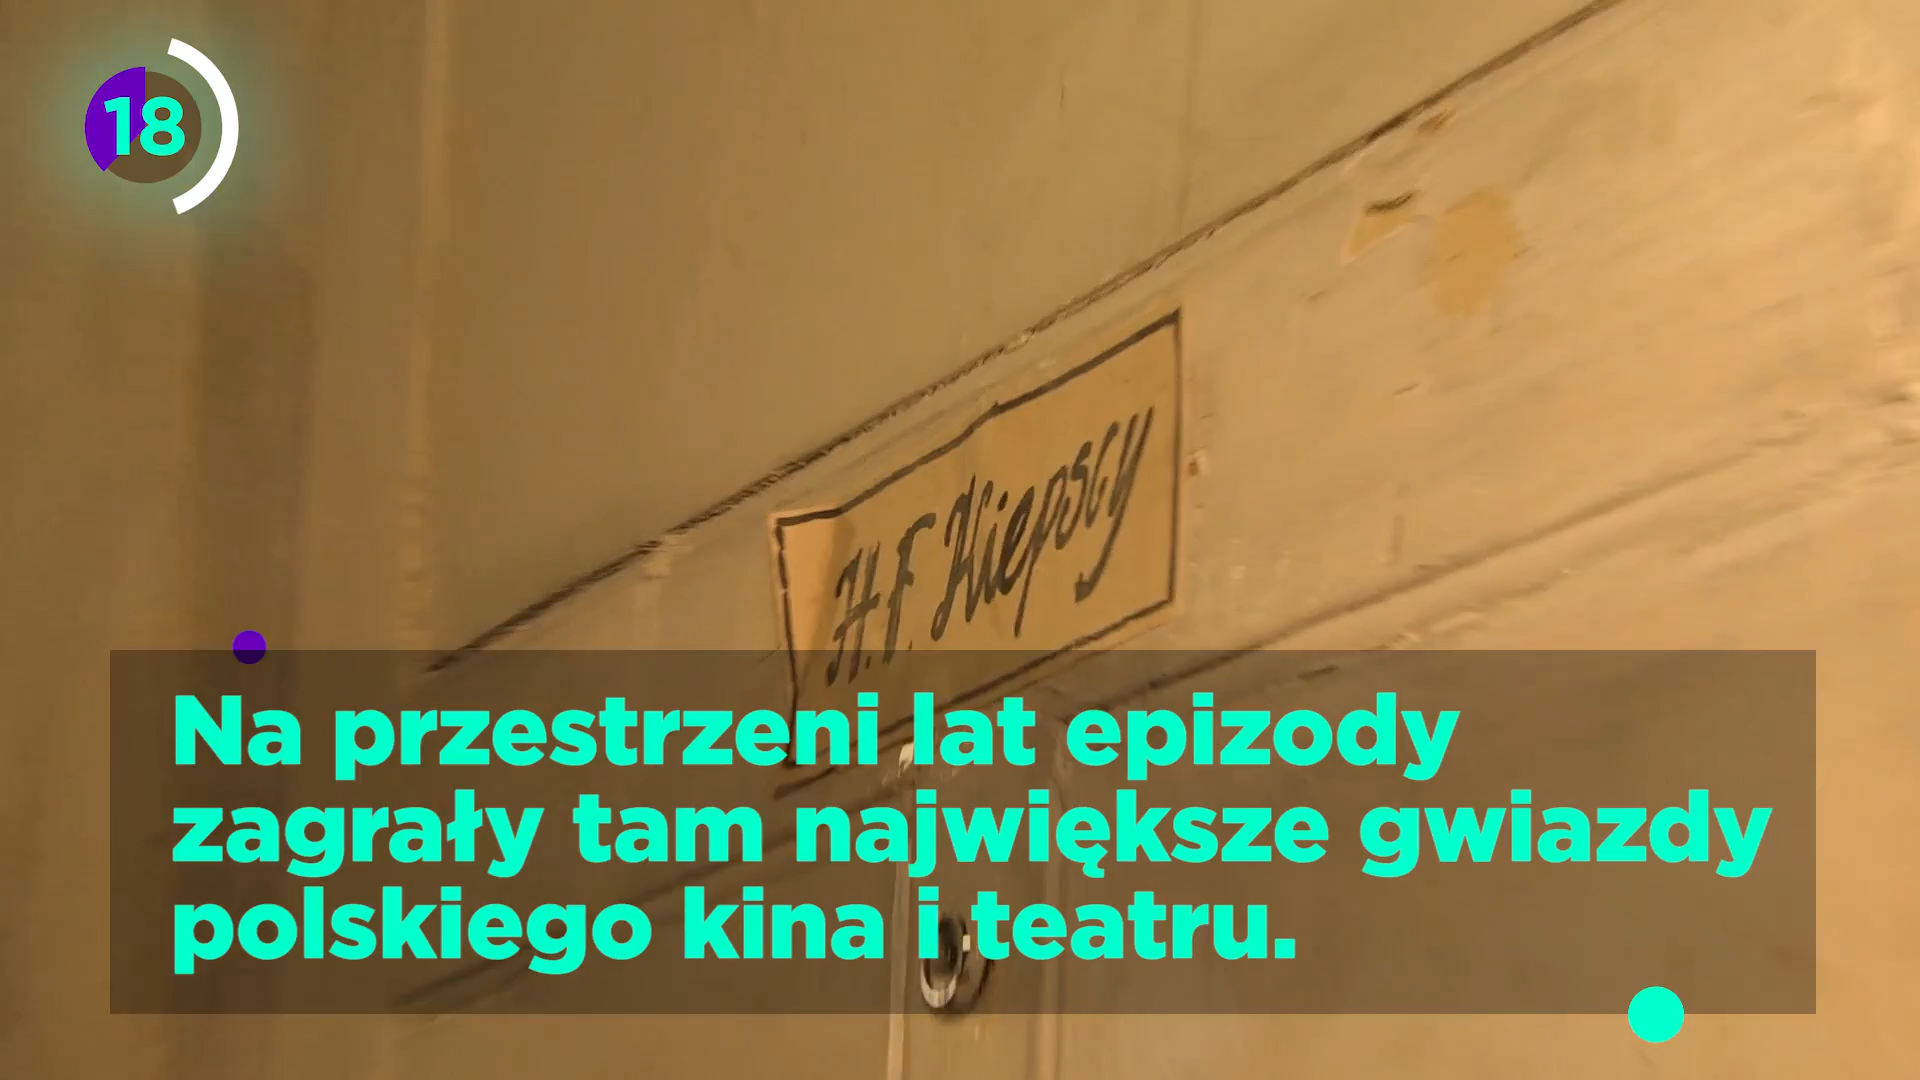 18
H.F. Kiepscy
Na przestrzeni lat epizody
zagrały tam największe gwiazdy
polskiego kina i teatru.